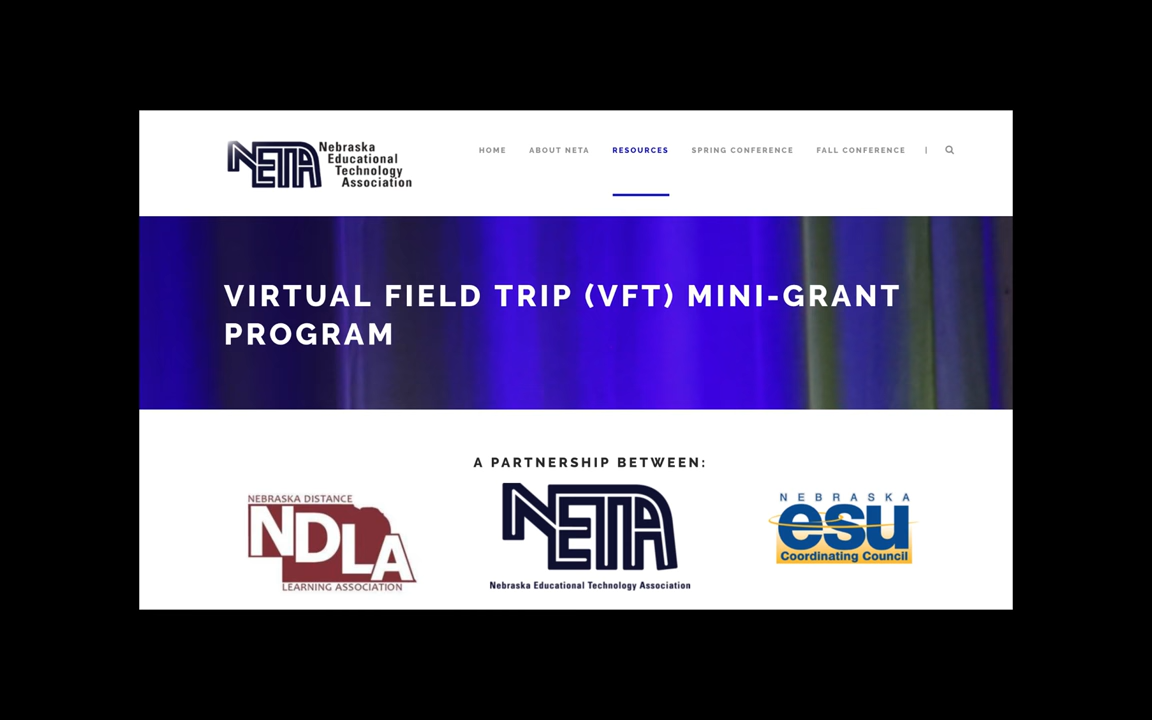 NETA
Nebraska
Educational
Technology
Association
HOME ABOUT NETA RESOURCES SPRING CONFERENCE FALL CONFERENCE |
VIRTUAL FIELD TRIP (VFT) MINI-GRANT
PROGRAM
A PARTNERSHIP BETWEEN:
NEBRASKA DISTANCE
NDLA
LEARNING ASSOCIATION
NETA
Nebraska Educational Technology Association
NEBRASKA
esu
Coordinating Council